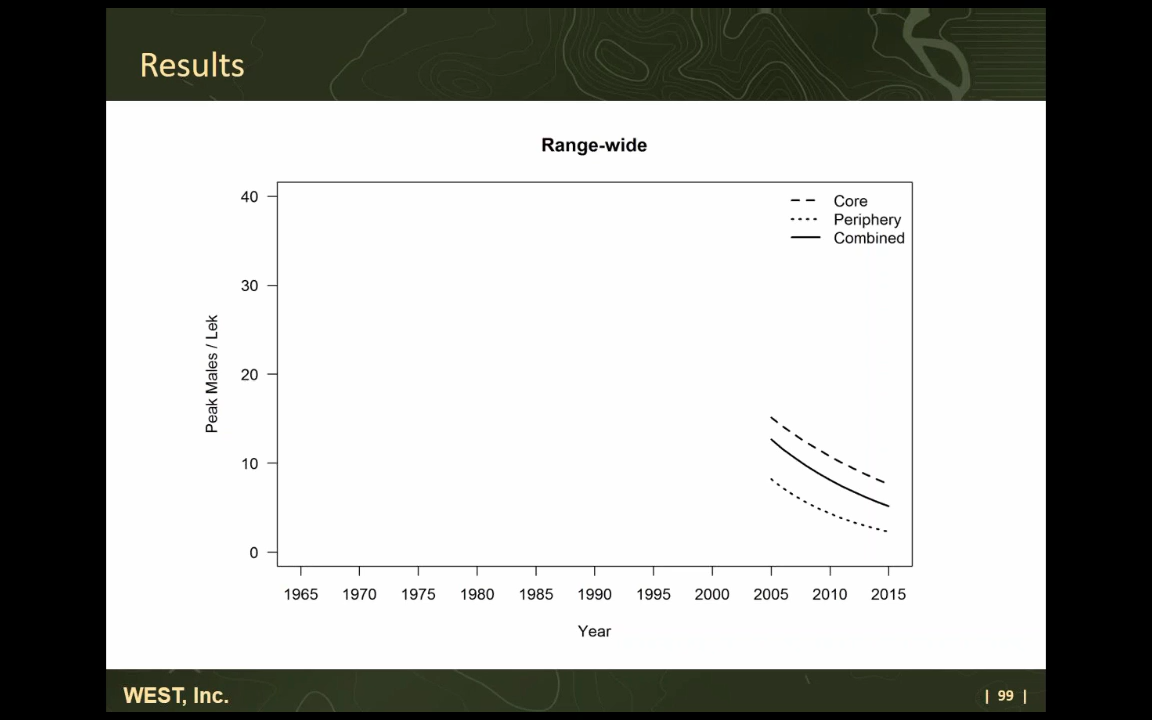 Results
Range-wide
40
30
20
10
0
Peak Males / Lek
Core
Periphery
Combined
1965 1970 1975 1980 1985 1990 1995 2000 2005 2010 2015
Year
WEST, Inc.
| 99 |